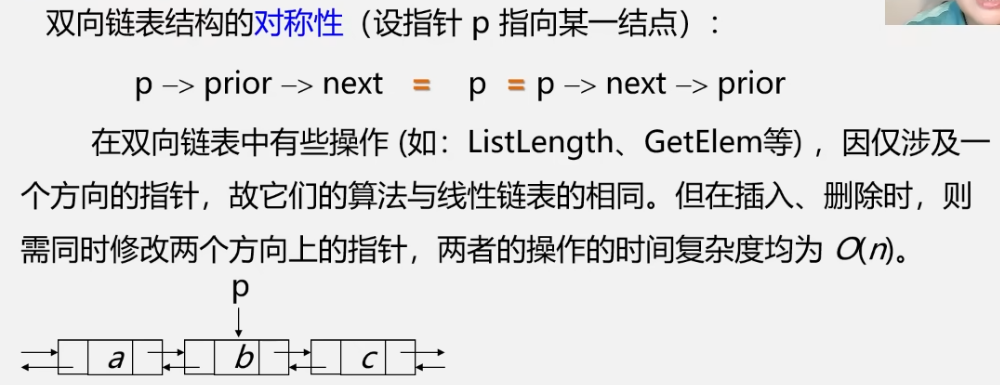 双向链表结构的对称性（设指针 p 指向某一结点）：
p –> prior –> next = p = p –> next –> prior
在双向链表中有些操作 (如：ListLength、GetElem等) ，因仅涉及一
个方向的指针，故它们的算法与线性链表的相同。但在插入、删除时，则
需同时修改两个方向上的指针，两者的操作的时间复杂度均为 O(n)。
p
a b c